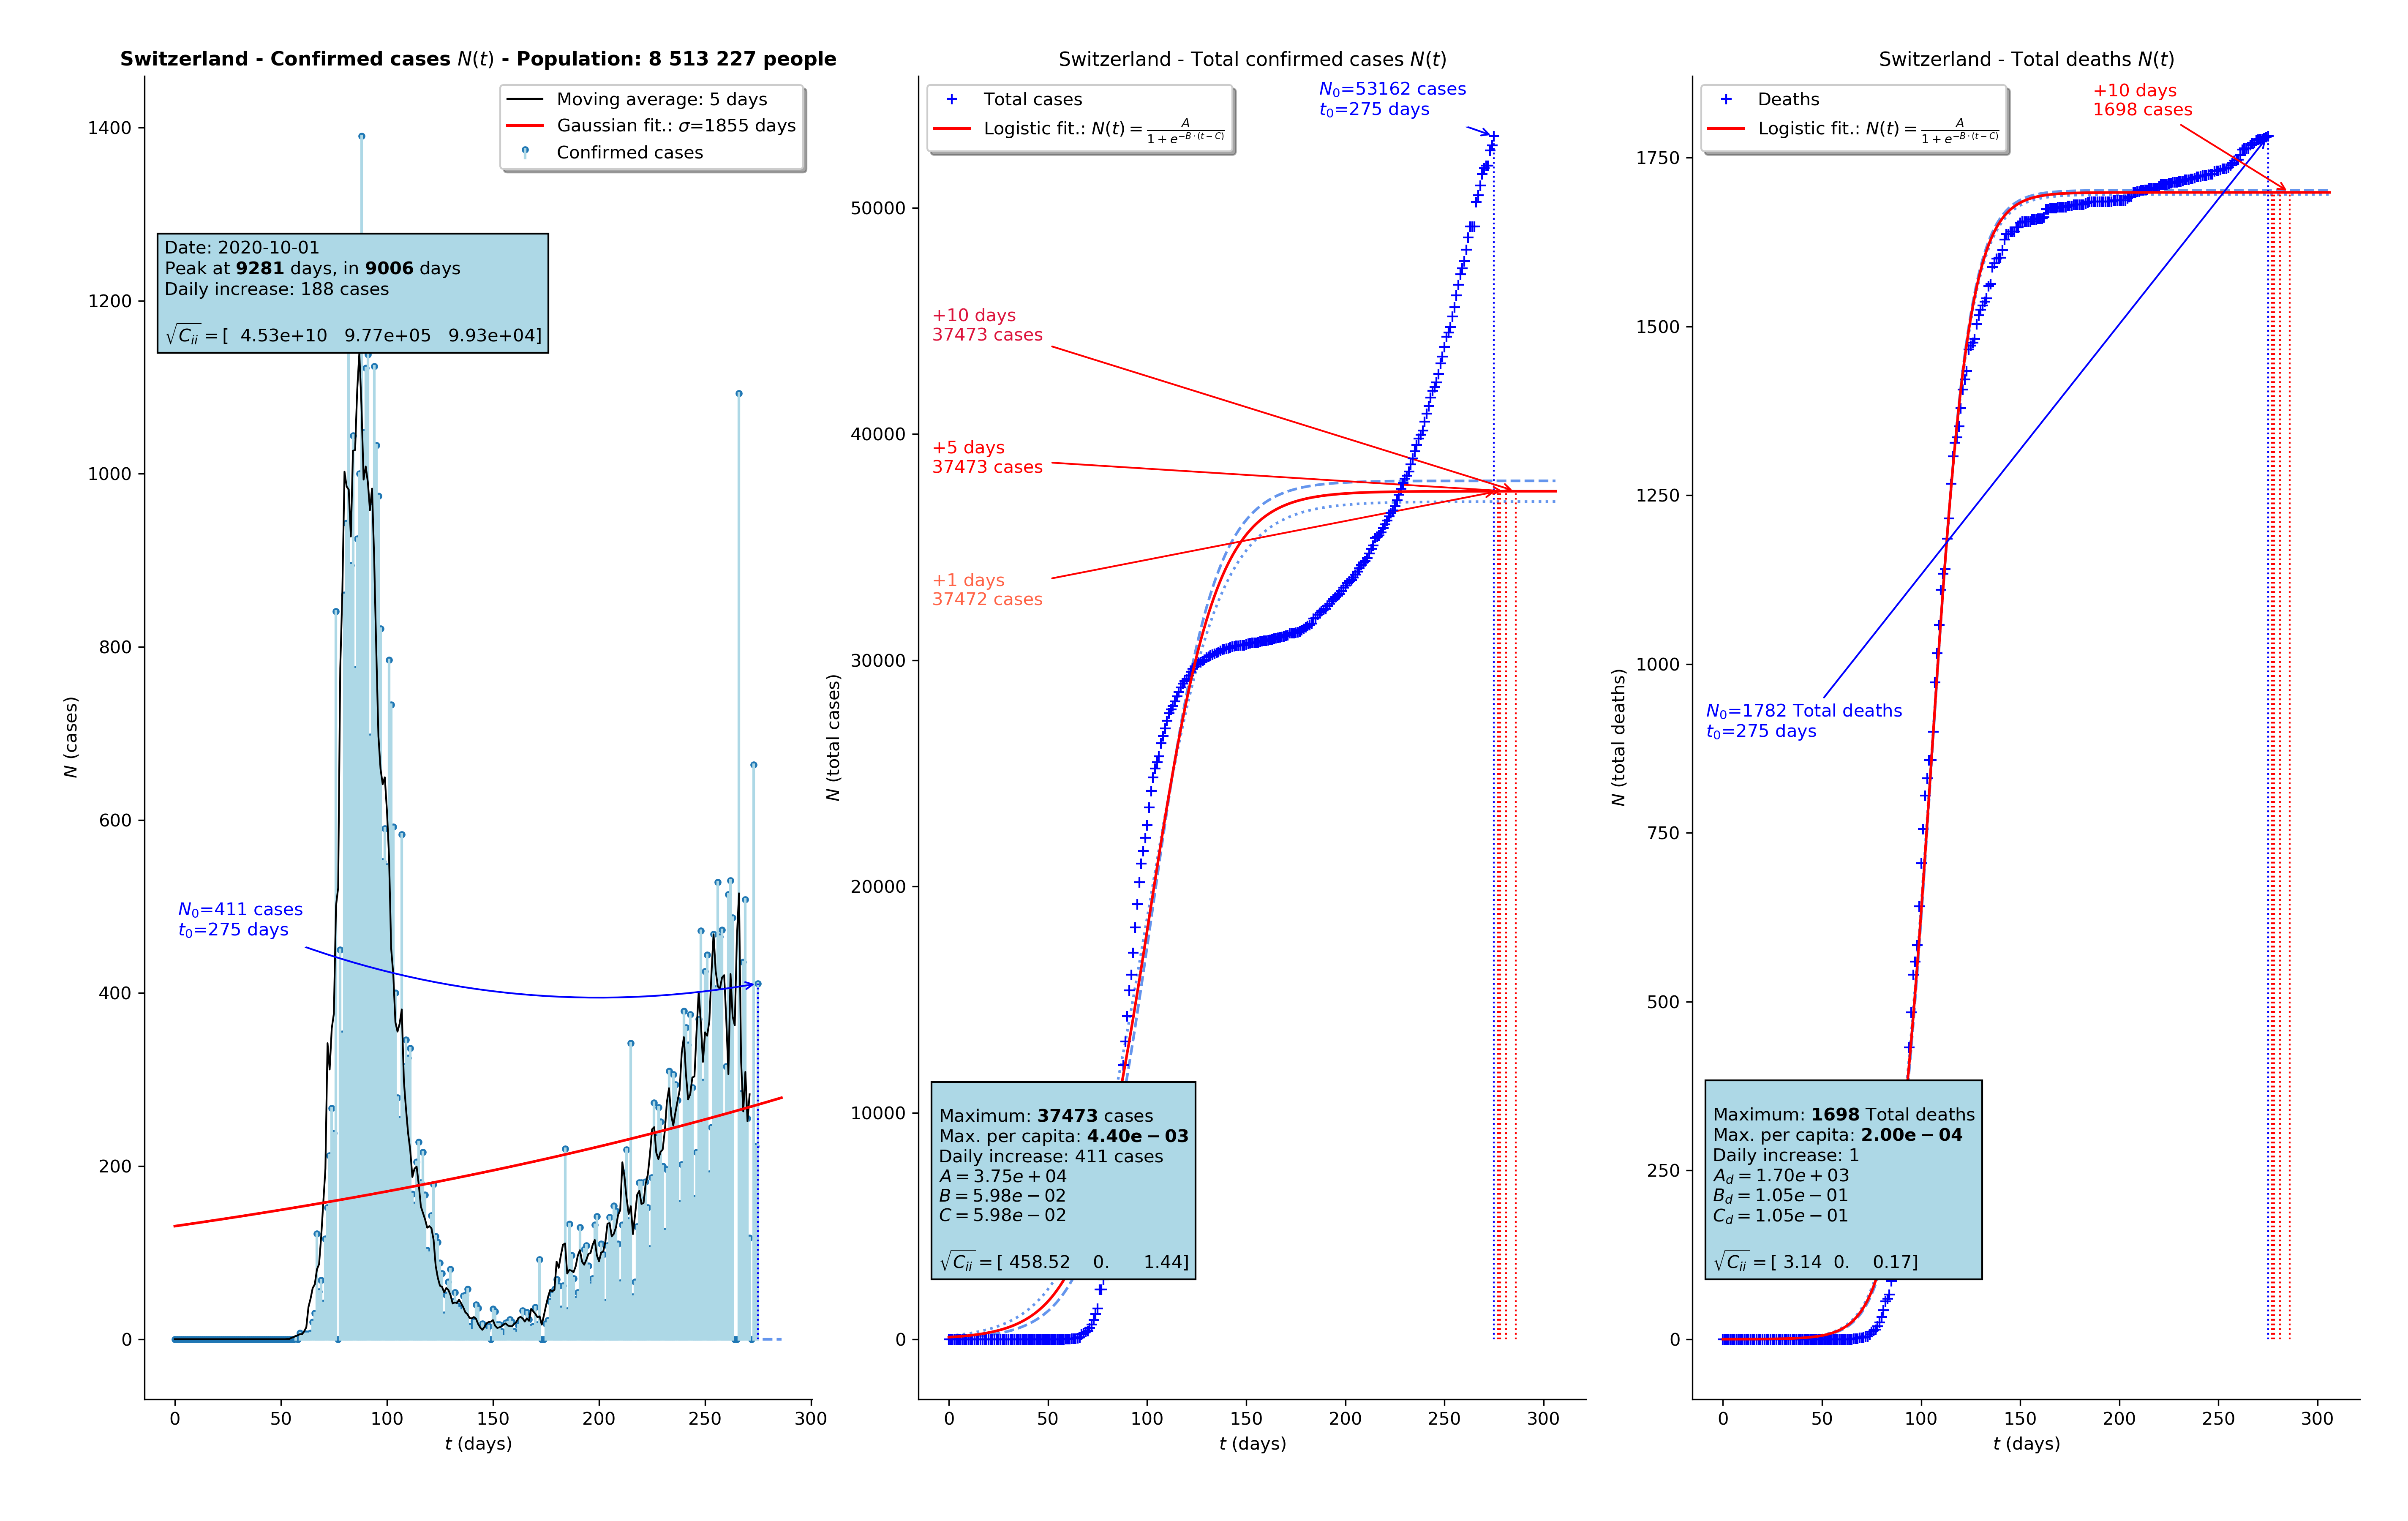 Switzerland - Confirmed cases N(t) - Population: 8 513 227 people
Moving average: 5 days
Gaussian fit.: σ=1855 days
Confirmed cases
Date: 2020-10-01
Peak at 9281 days, in 9006 days
Daily increase: 188 cases
√C_ii = [ 4.53e+10 9.77e+05 9.93e+04]
N₀=411 cases
t₀=275 days
N (cases)
1400
1200
1000
800
600
400
200
0
0 50 100 150 200 250 300
t (days)
Switzerland - Total confirmed cases N(t)
Total cases
Logistic fit.: N(t) = A / (1 + e^(−B·(t−C)))
N₀=53162 cases
t₀=275 days
+10 days
37473 cases
+5 days
37473 cases
+1 days
37472 cases
Maximum: 37473 cases
Max. per capita: 4.40e − 03
Daily increase: 411 cases
A = 3.75e + 04
B = 5.98e − 02
C = 5.98e − 02
√C_ii = [ 458.52 0. 1.44]
N (total cases)
50000
40000
30000
20000
10000
0
0 50 100 150 200 250 300
t (days)
Switzerland - Total deaths N(t)
Deaths
Logistic fit.: N(t) = A / (1 + e^(−B·(t−C)))
+10 days
1698 cases
N₀=1782 Total deaths
t₀=275 days
Maximum: 1698 Total deaths
Max. per capita: 2.00e − 04
Daily increase: 1
A_d = 1.70e + 03
B_d = 1.05e − 01
C_d = 1.05e − 01
√C_ii = [ 3.14 0. 0.17]
N (total deaths)
1750
1500
1250
1000
750
500
250
0
0 50 100 150 200 250 300
t (days)